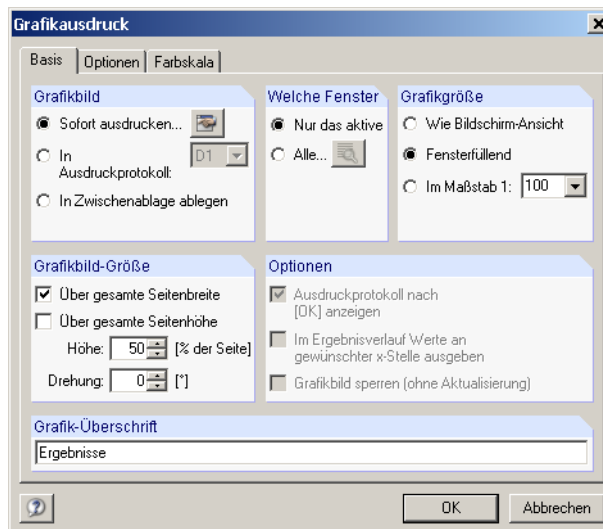 Grafikausdruck
Basis
Optionen
Farbskala
Grafikbild
Sofort ausdrucken...
In
Ausdruckprotokoll:
D1
In Zwischenablage ablegen
Welche Fenster
Nur das aktive
Alle...
Grafikgröße
Wie Bildschirm-Ansicht
Fensterfüllend
Im Maßstab 1: 100
Grafikbild-Größe
Über gesamte Seitenbreite
Über gesamte Seitenhöhe
Höhe: 50 [% der Seite]
Drehung: 0 [°]
Optionen
Ausdruckprotokoll nach
[OK] anzeigen
Im Ergebnisverlauf Werte an
gewünschter x-Stelle ausgeben
Grafikbild sperren (ohne Aktualisierung)
Grafik-Überschrift
Ergebnisse
OK
Abbrechen